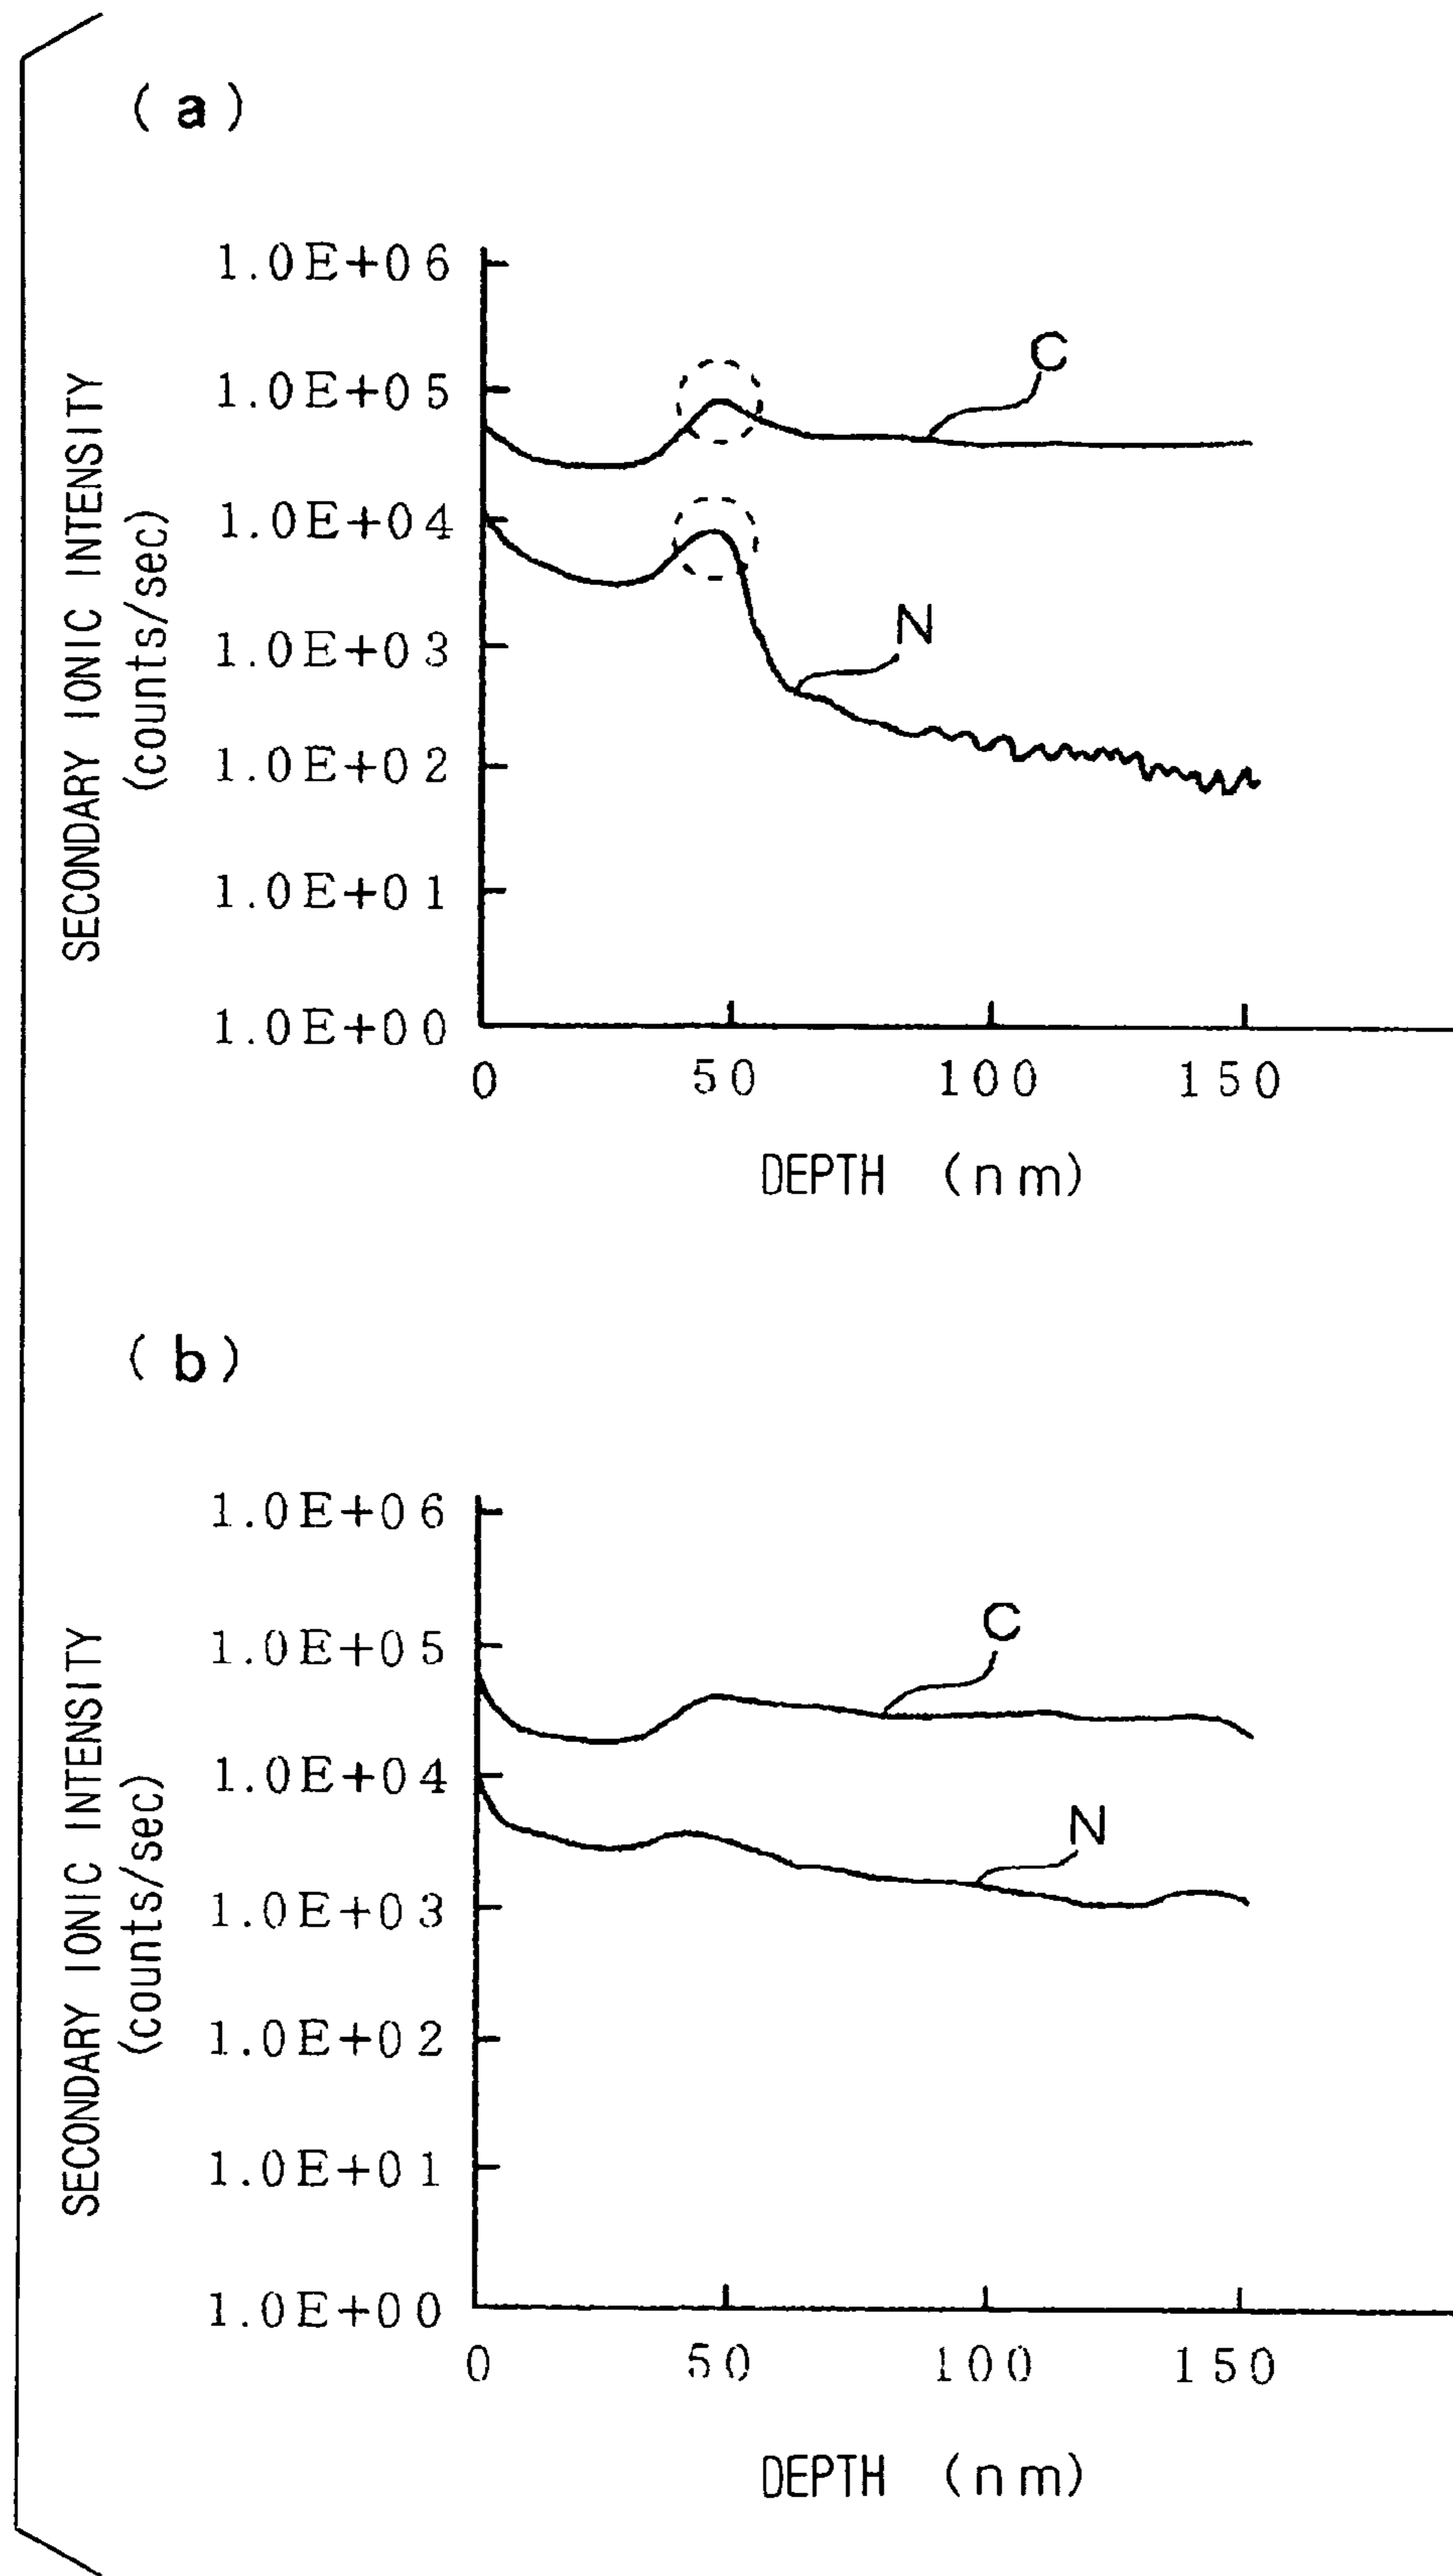 (a)
SECONDARY IONIC INTENSITY
(counts/sec)
1.0E+06
1.0E+05
1.0E+04
1.0E+03
1.0E+02
1.0E+01
1.0E+00
C
N
0 50 100 150
DEPTH (nm)
(b)
SECONDARY IONIC INTENSITY
(counts/sec)
1.0E+06
1.0E+05
1.0E+04
1.0E+03
1.0E+02
1.0E+01
1.0E+00
C
N
0 50 100 150
DEPTH (nm)